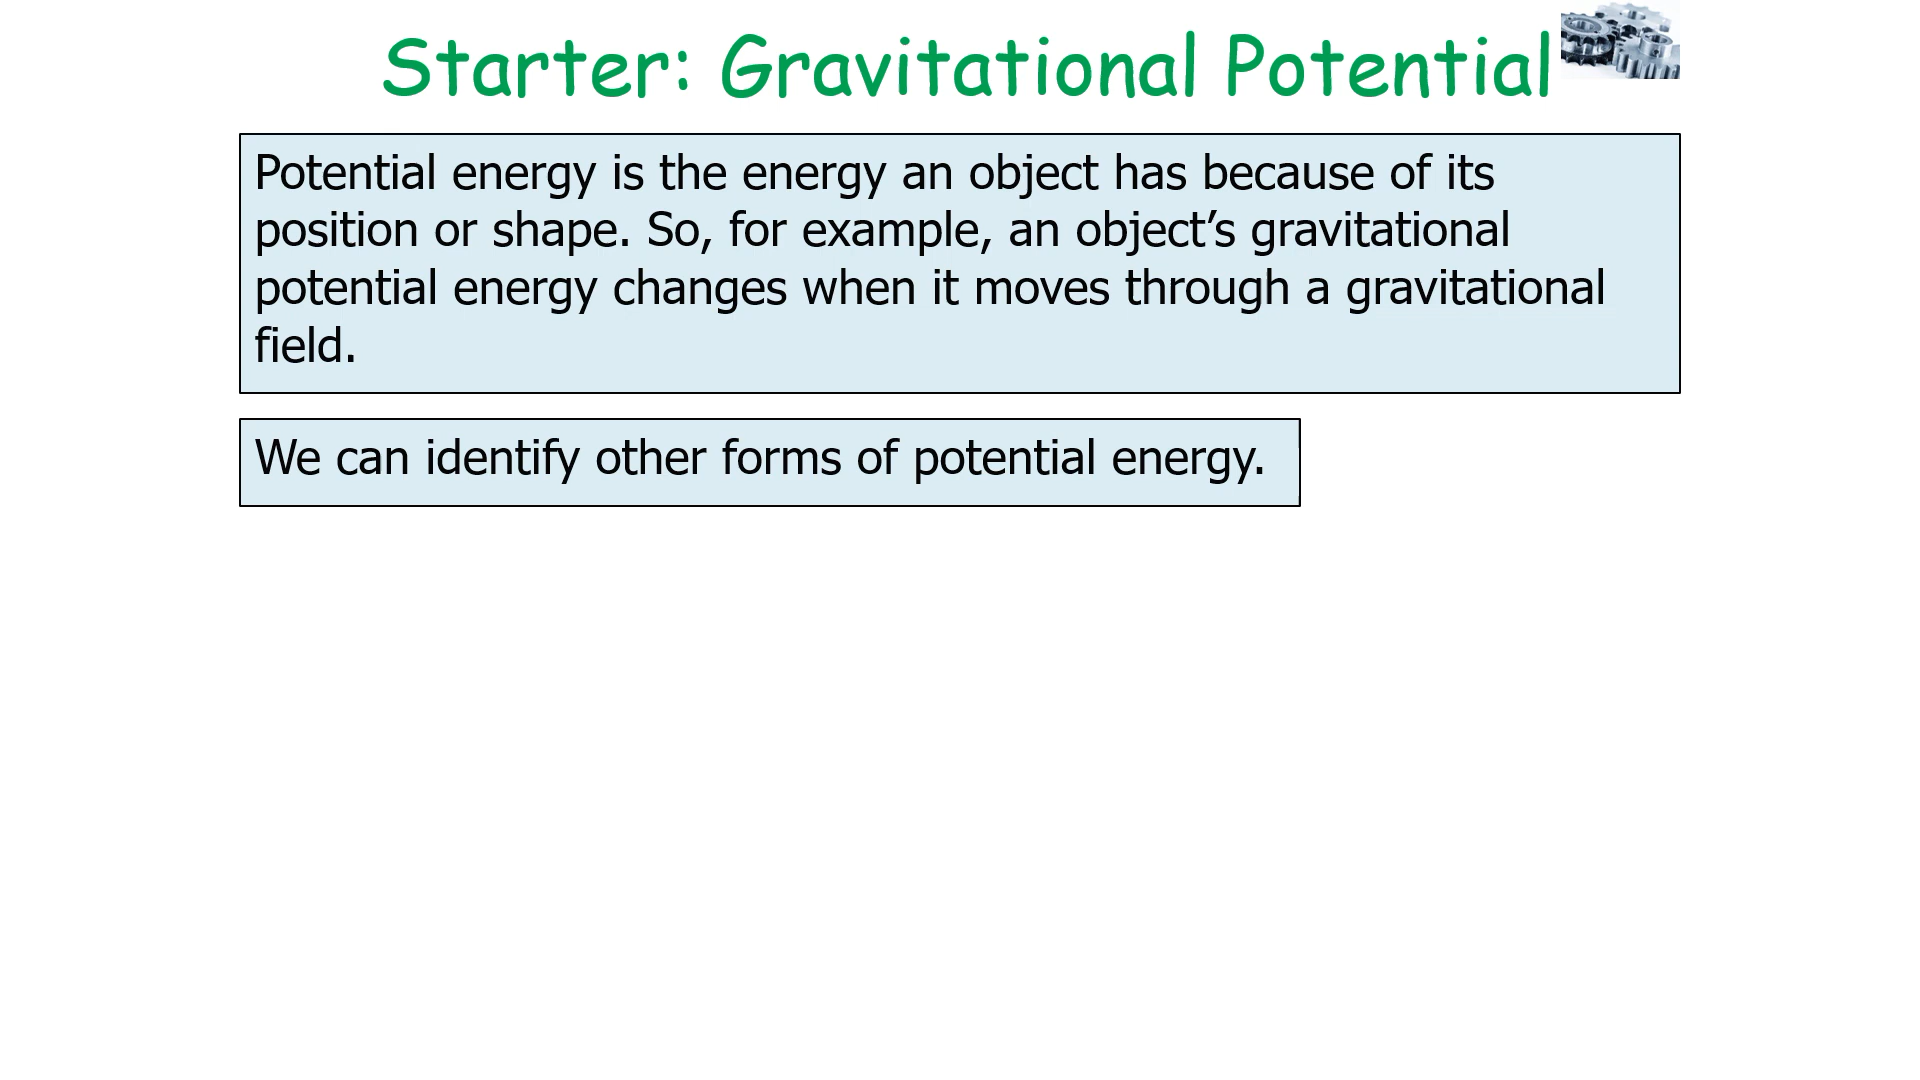 Starter: Gravitational Potential
Potential energy is the energy an object has because of its
position or shape. So, for example, an object’s gravitational
potential energy changes when it moves through a gravitational
field.
We can identify other forms of potential energy.